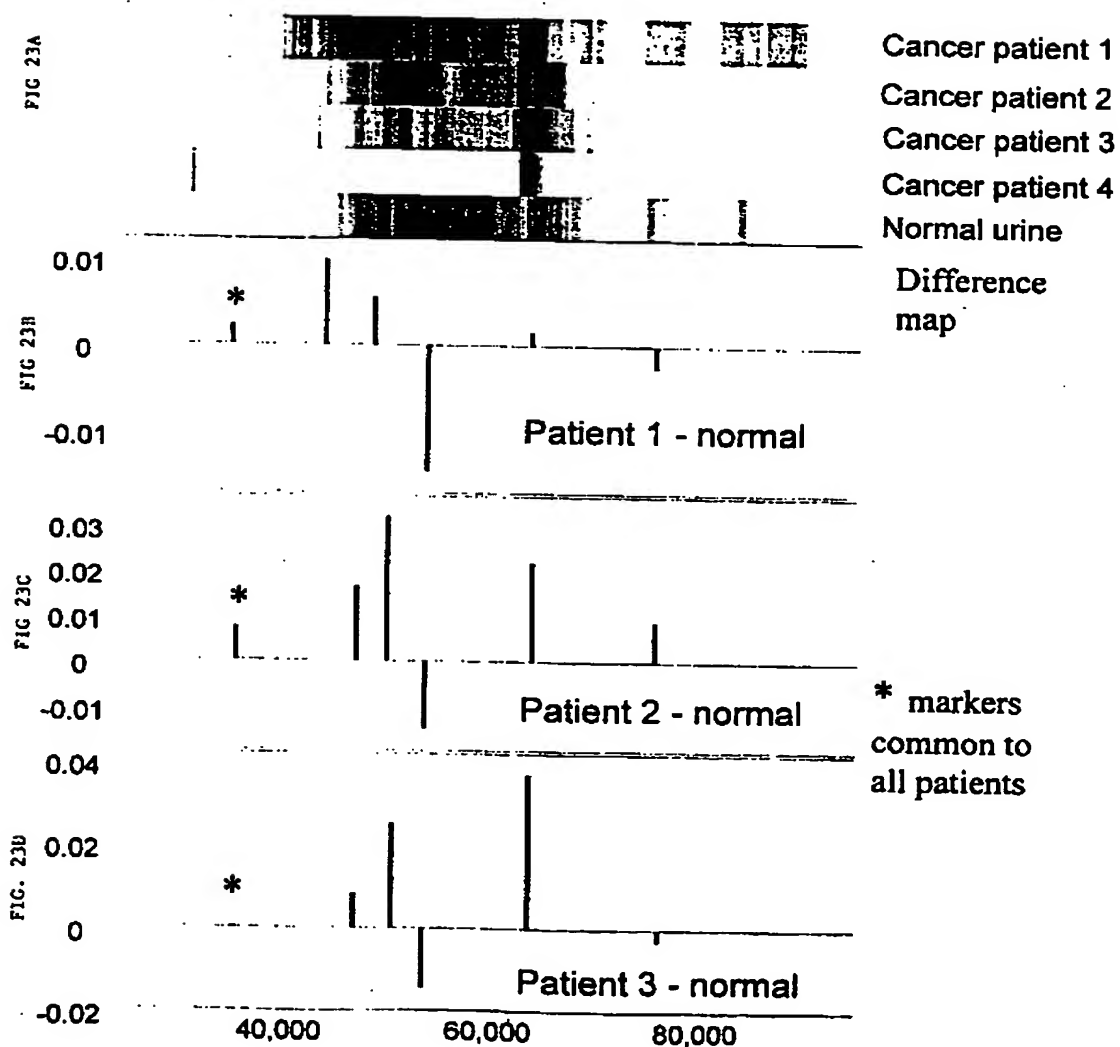 FIG 23A
Cancer patient 1
Cancer patient 2
Cancer patient 3
Cancer patient 4
Normal urine
Difference
map
FIG 23B
0.01
*
0
-0.01
Patient 1 - normal
FIG 23C
0.03
0.02
*
0.01
0
-0.01
Patient 2 - normal
* markers
common to
all patients
FIG. 23D
0.04
0.02
*
0
Patient 3 - normal
-0.02
40,000 60,000 80,000